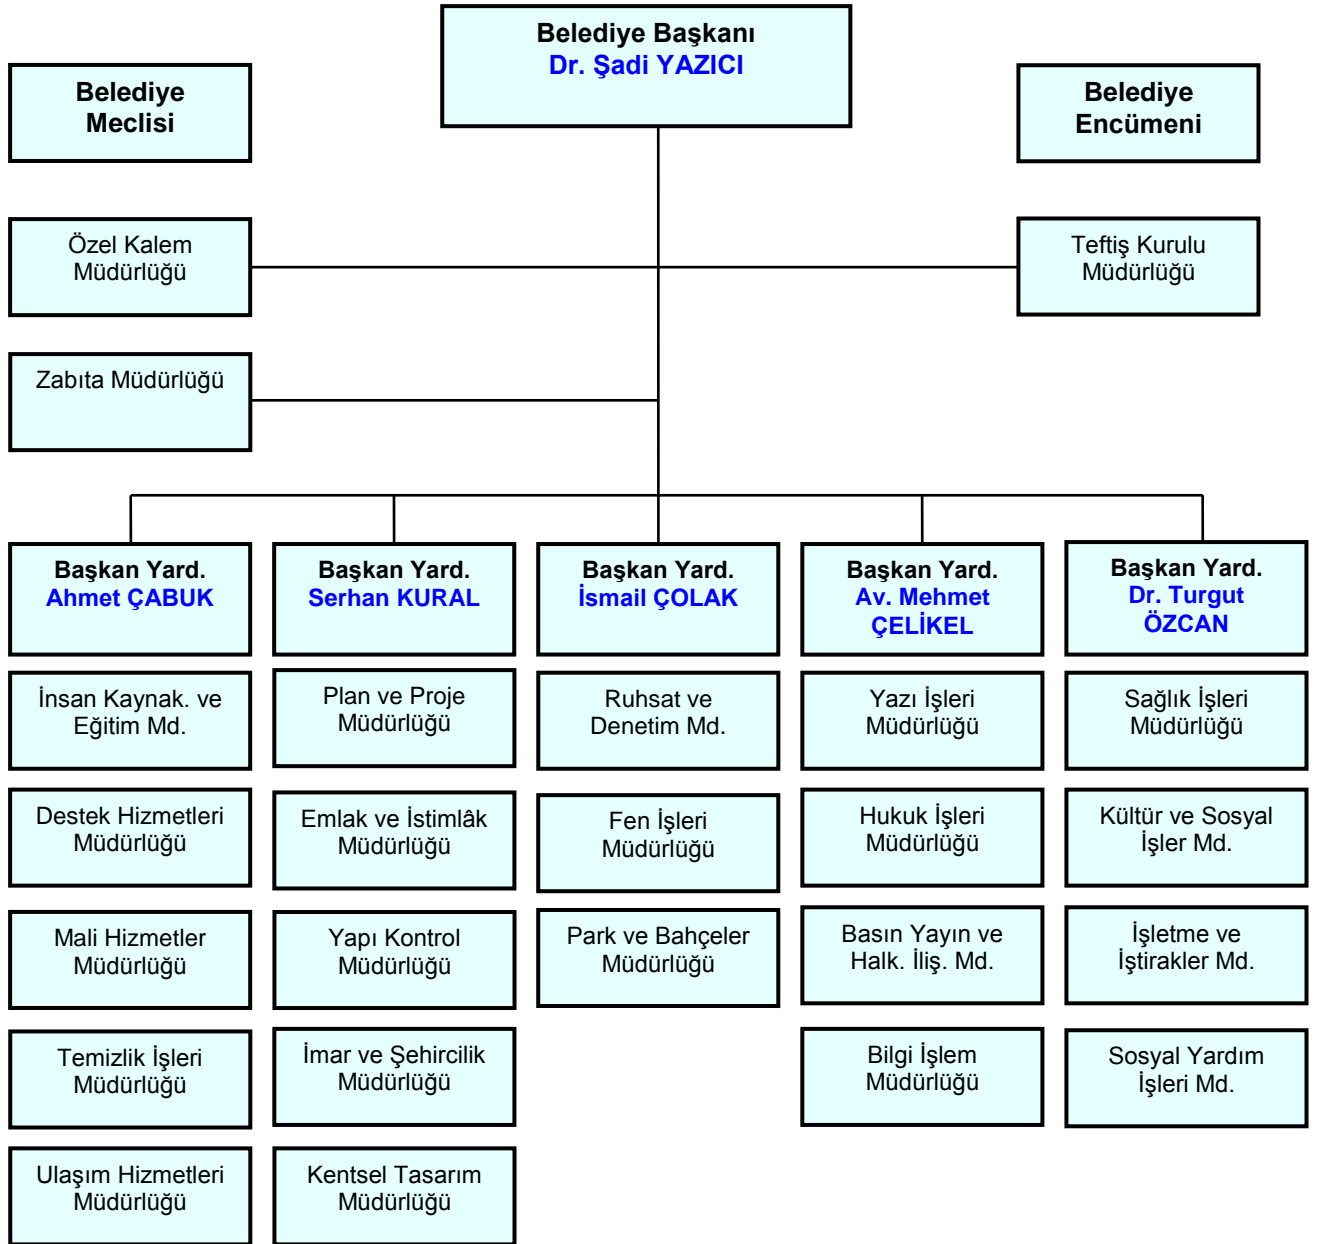 Belediye Başkanı
Dr. Şadi YAZICI
Belediye
Meclisi
Belediye
Encümeni
Özel Kalem
Müdürlüğü
Teftiş Kurulu
Müdürlüğü
Zabıta Müdürlüğü
Başkan Yard.
Ahmet ÇABUK
Başkan Yard.
Serhan KURAL
Başkan Yard.
İsmail ÇOLAK
Başkan Yard.
Av. Mehmet
ÇELİKEL
Başkan Yard.
Dr. Turgut
ÖZCAN
İnsan Kaynak. ve
Eğitim Md.
Plan ve Proje
Müdürlüğü
Ruhsat ve
Denetim Md.
Yazı İşleri
Müdürlüğü
Sağlık İşleri
Müdürlüğü
Destek Hizmetleri
Müdürlüğü
Emlak ve İstimlâk
Müdürlüğü
Fen İşleri
Müdürlüğü
Hukuk İşleri
Müdürlüğü
Kültür ve Sosyal
İşler Md.
Mali Hizmetler
Müdürlüğü
Yapı Kontrol
Müdürlüğü
Park ve Bahçeler
Müdürlüğü
Basın Yayın ve
Halk. İliş. Md.
İşletme ve
İştirakler Md.
Temizlik İşleri
Müdürlüğü
İmar ve Şehircilik
Müdürlüğü
Bilgi İşlem
Müdürlüğü
Sosyal Yardım
İşleri Md.
Ulaşım Hizmetleri
Müdürlüğü
Kentsel Tasarım
Müdürlüğü